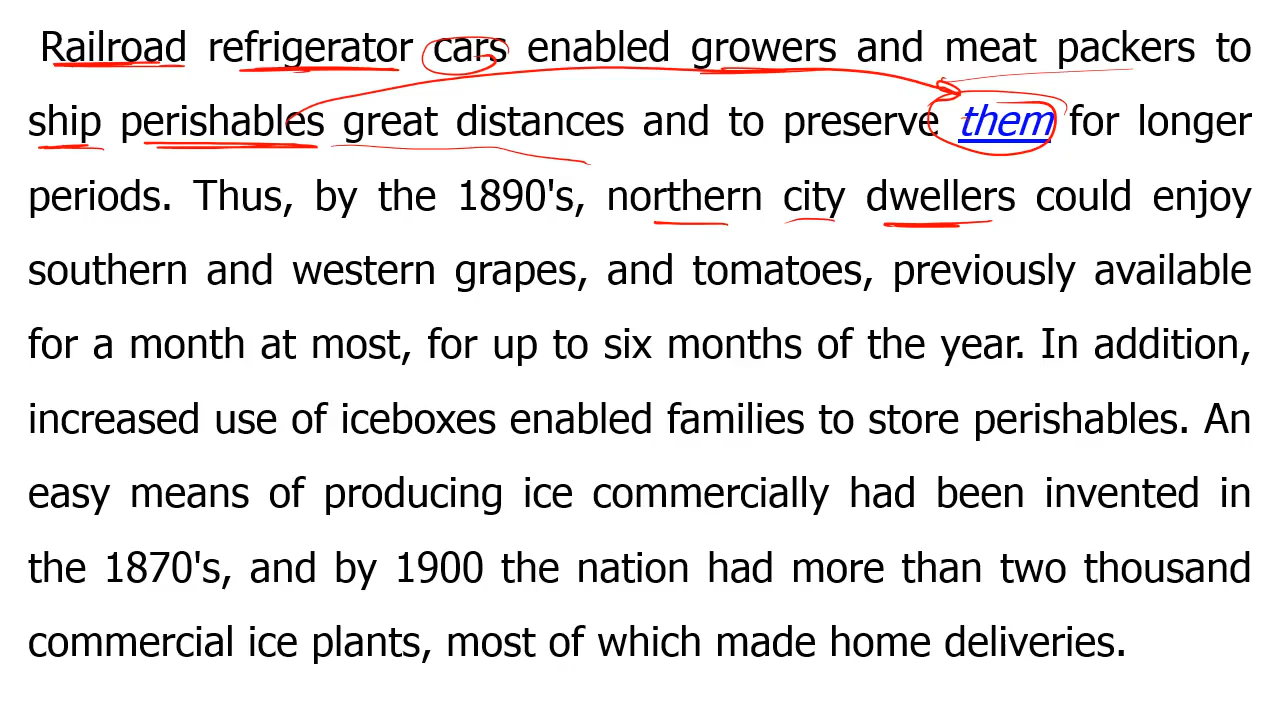 Railroad refrigerator cars enabled growers and meat packers to
ship perishables great distances and to preserve them for longer
periods. Thus, by the 1890's, northern city dwellers could enjoy
southern and western grapes, and tomatoes, previously available
for a month at most, for up to six months of the year. In addition,
increased use of iceboxes enabled families to store perishables. An
easy means of producing ice commercially had been invented in
the 1870's, and by 1900 the nation had more than two thousand
commercial ice plants, most of which made home deliveries.